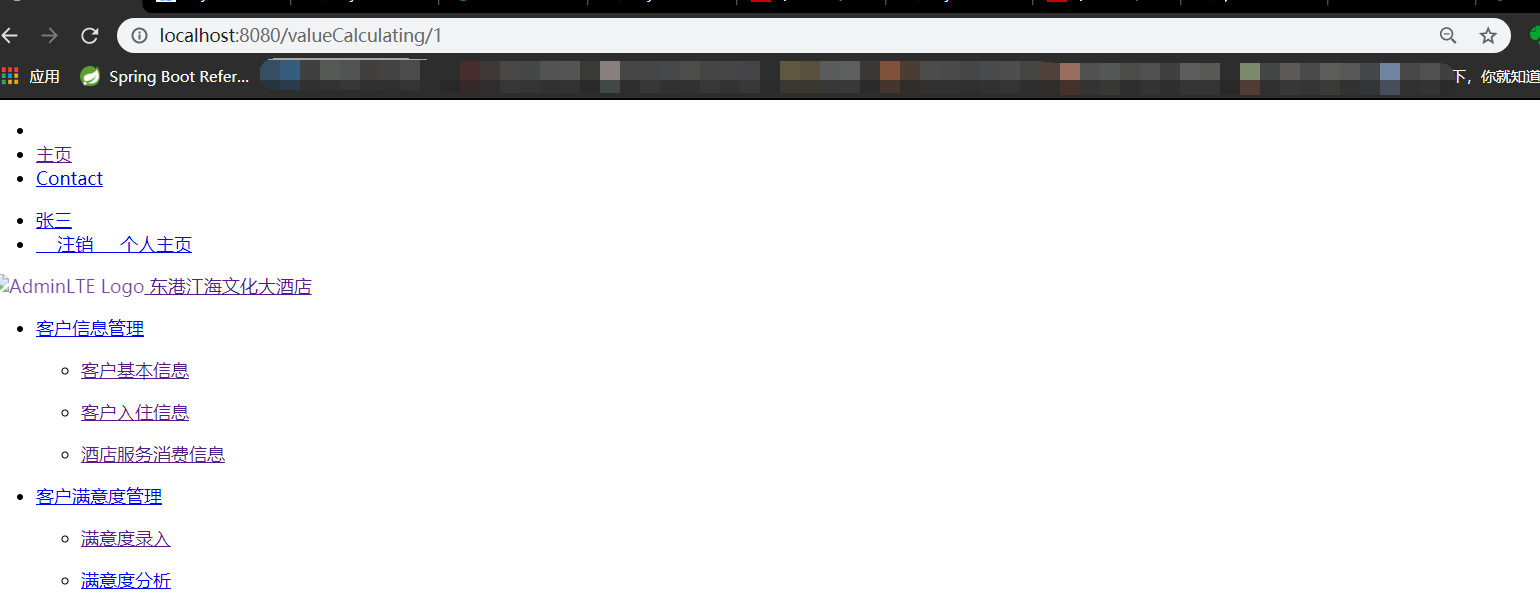 localhost:8080/valueCalculating/1
应用 Spring Boot Refer... 下，你就知道
主页
Contact
张三
注销 个人主页
AdminLTE Logo 东港汀海文化大酒店
客户信息管理
客户基本信息
客户入住信息
酒店服务消费信息
客户满意度管理
满意度录入
满意度分析